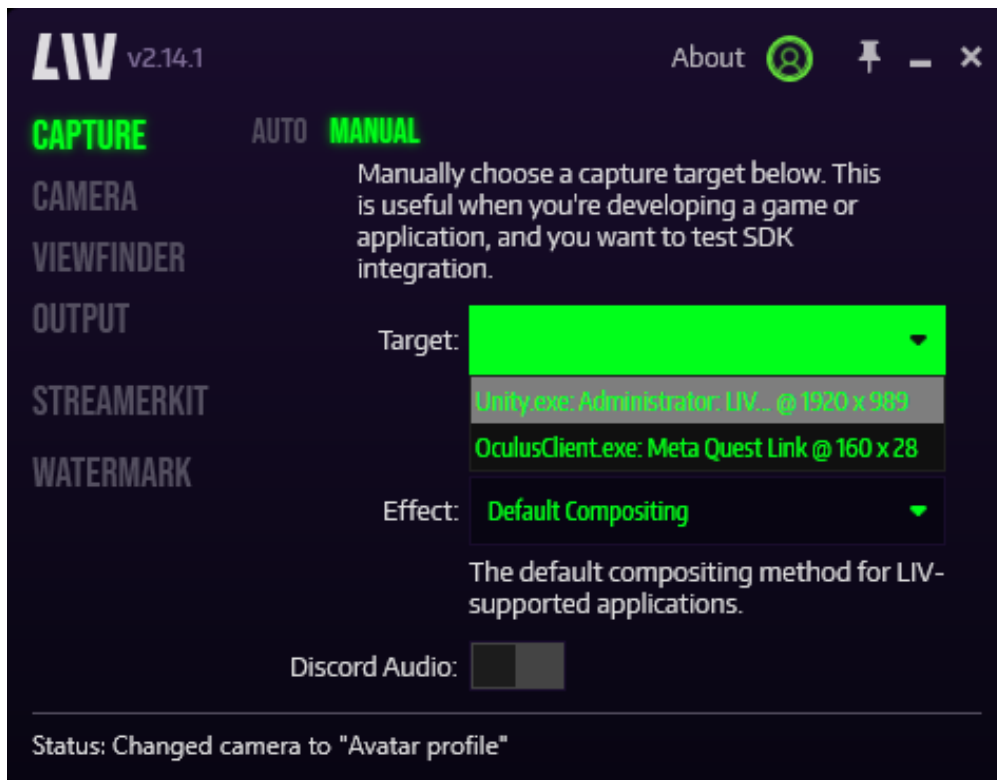 LIV v2.14.1
About
CAPTURE
AUTO MANUAL
CAMERA
VIEWFINDER
OUTPUT
STREAMERKIT
WATERMARK
Manually choose a capture target below. This
is useful when you're developing a game or
application, and you want to test SDK
integration.
Target:
Unity.exe: Administrator: LIV... @ 1920 x 989
OculusClient.exe: Meta Quest Link @ 160 x 28
Effect: Default Compositing
The default compositing method for LIV-
supported applications.
Discord Audio:
Status: Changed camera to "Avatar profile"